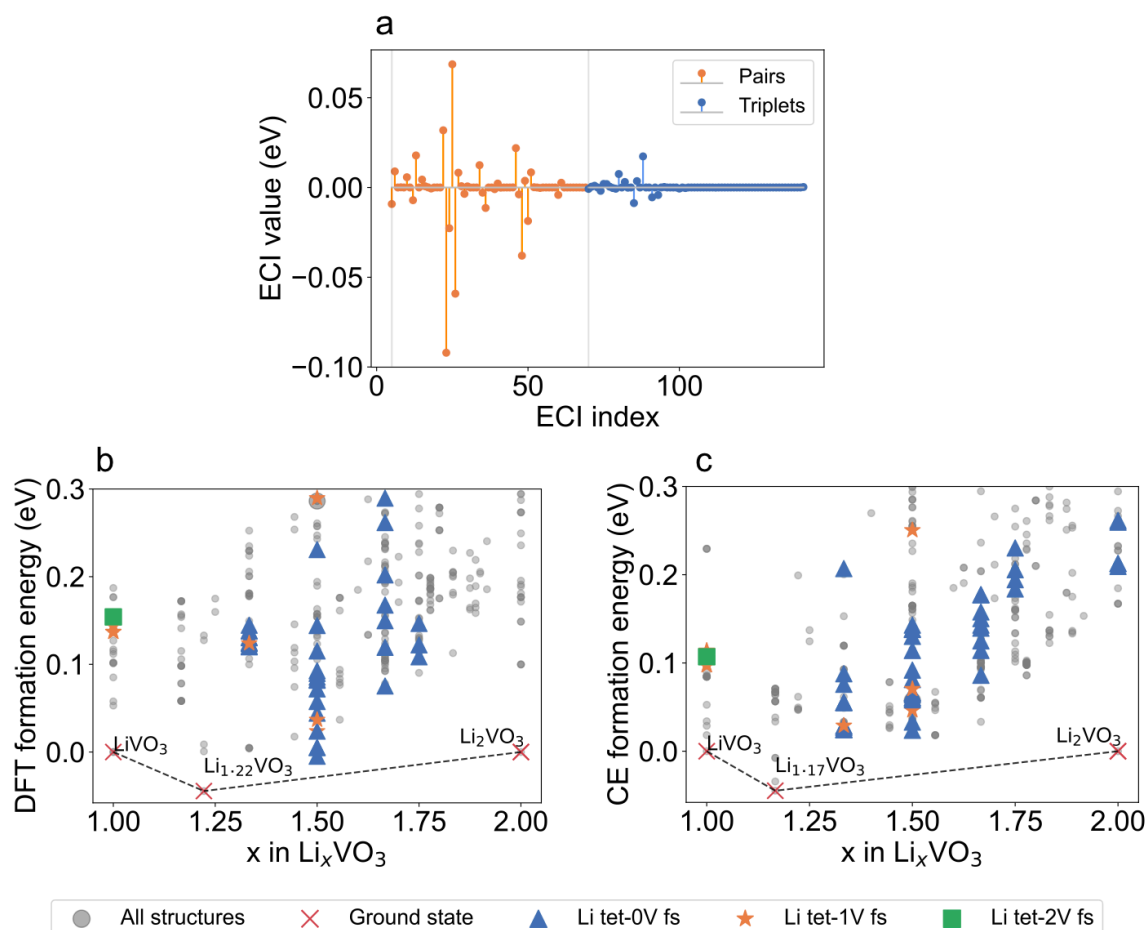 a
ECI value (eV)
0.05
0.00
−0.05
−0.10
Pairs
Triplets
0
50
100
ECI index
b
DFT formation energy (eV)
0.3
0.2
0.1
0.0
LiVO₃
Li₁.₂₂VO₃
Li₂VO₃
1.00
1.25
1.50
1.75
2.00
x in LiₓVO₃
c
CE formation energy (eV)
0.3
0.2
0.1
0.0
LiVO₃
Li₁.₁₇VO₃
Li₂VO₃
1.00
1.25
1.50
1.75
2.00
x in LiₓVO₃
All structures
Ground state
Li tet-0V fs
Li tet-1V fs
Li tet-2V fs